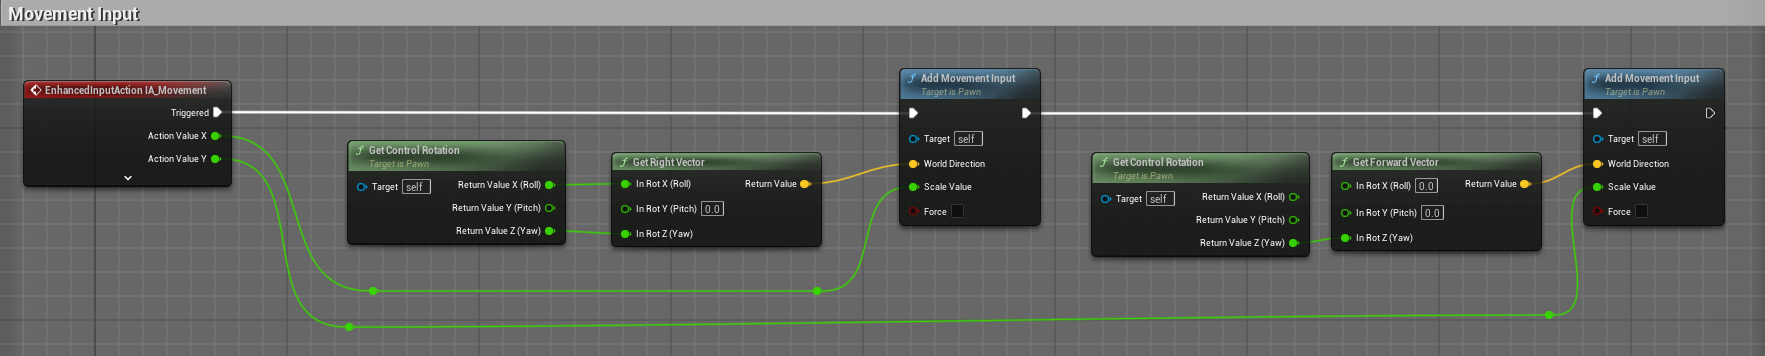 Movement Input
EnhancedInputAction IA_Movement
Triggered
Action Value X
Action Value Y
Get Control Rotation
Target is Pawn
Target self
Return Value X (Roll)
Return Value Y (Pitch)
Return Value Z (Yaw)
Get Right Vector
In Rot X (Roll)
Return Value
In Rot Y (Pitch) 0.0
In Rot Z (Yaw)
Add Movement Input
Target is Pawn
Target self
World Direction
Scale Value
Force
Get Control Rotation
Target is Pawn
Target self
Return Value X (Roll)
Return Value Y (Pitch)
Return Value Z (Yaw)
Get Forward Vector
In Rot X (Roll) 0.0
Return Value
In Rot Y (Pitch) 0.0
In Rot Z (Yaw)
Add Movement Input
Target is Pawn
Target self
World Direction
Scale Value
Force